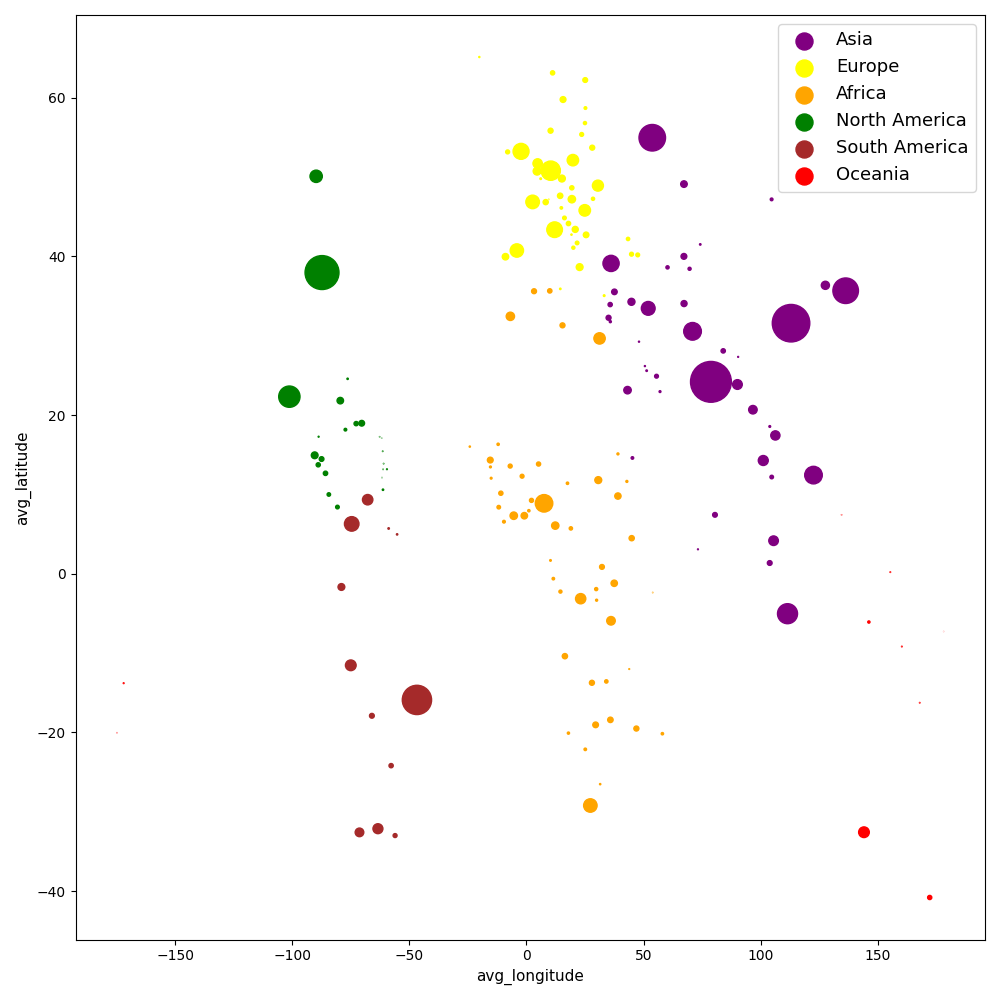 Asia
Europe
Africa
North America
South America
Oceania
60
40
20
0
−20
−40
avg_latitude
−150
−100
−50
0
50
100
150
avg_longitude